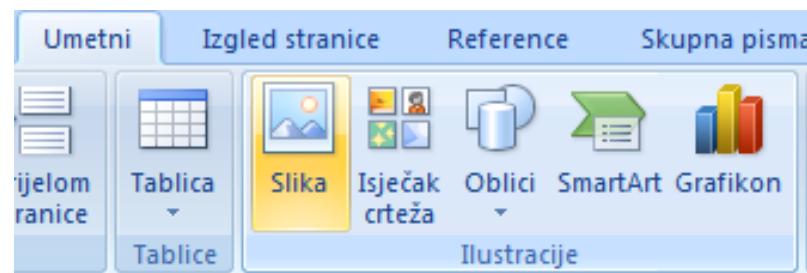 Umetni Izgled stranice Reference Skupna pisma
rijelom Tablica Slika Isječak Oblici SmartArt Grafikon
ranice crteža
Tablice Ilustracije